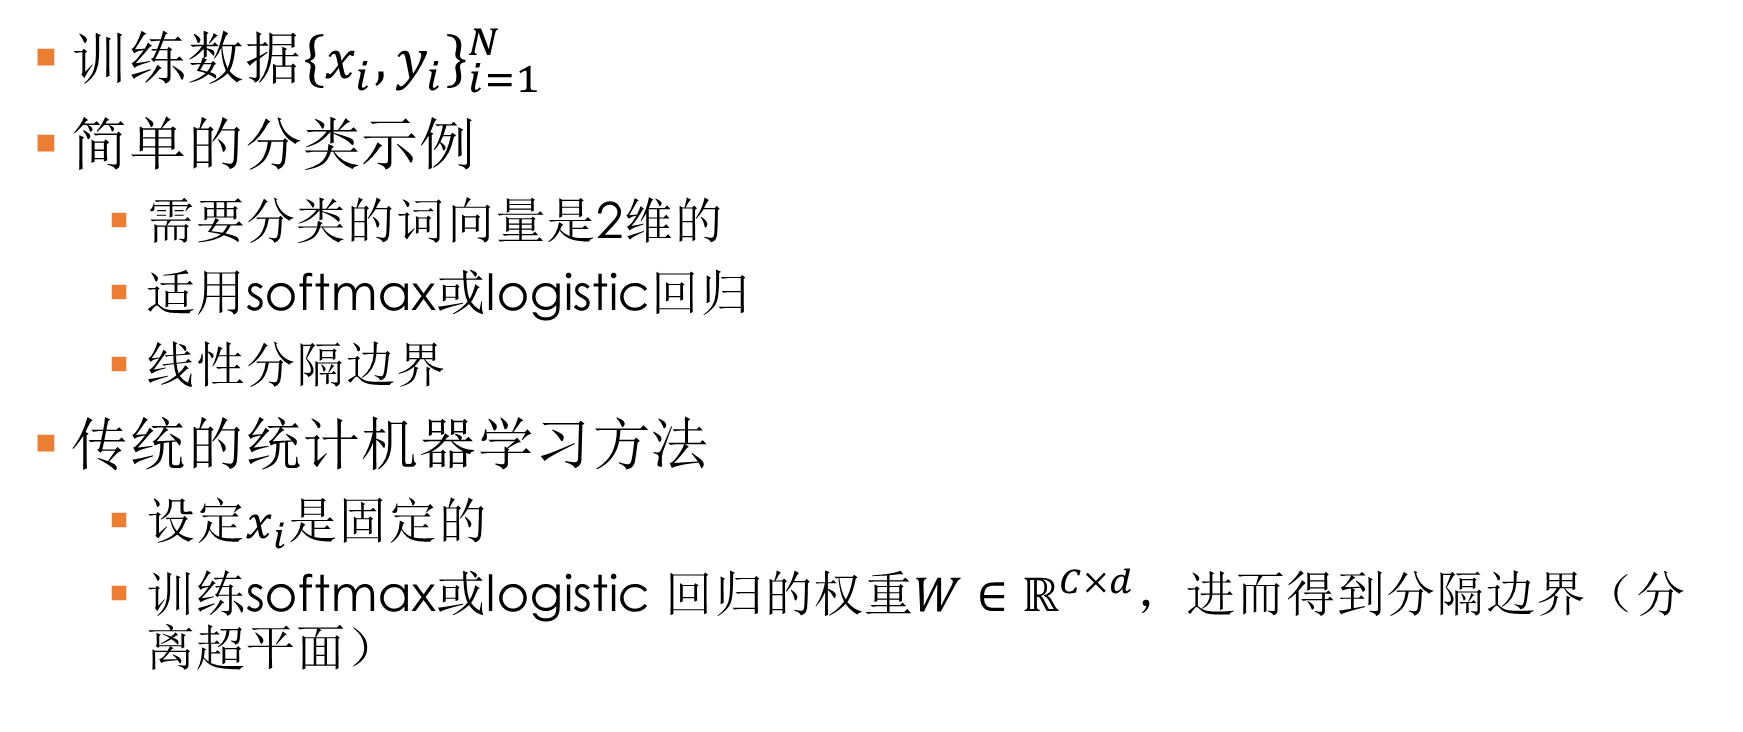 ▪ 训练数据{xᵢ, yᵢ}ᵢ₌₁ᴺ
▪ 简单的分类示例
▪ 需要分类的词向量是2维的
▪ 适用softmax或logistic回归
▪ 线性分隔边界
▪ 传统的统计机器学习方法
▪ 设定xᵢ是固定的
▪ 训练softmax或logistic 回归的权重W ∈ ℝ^{C×d}，进而得到分隔边界（分
离超平面）